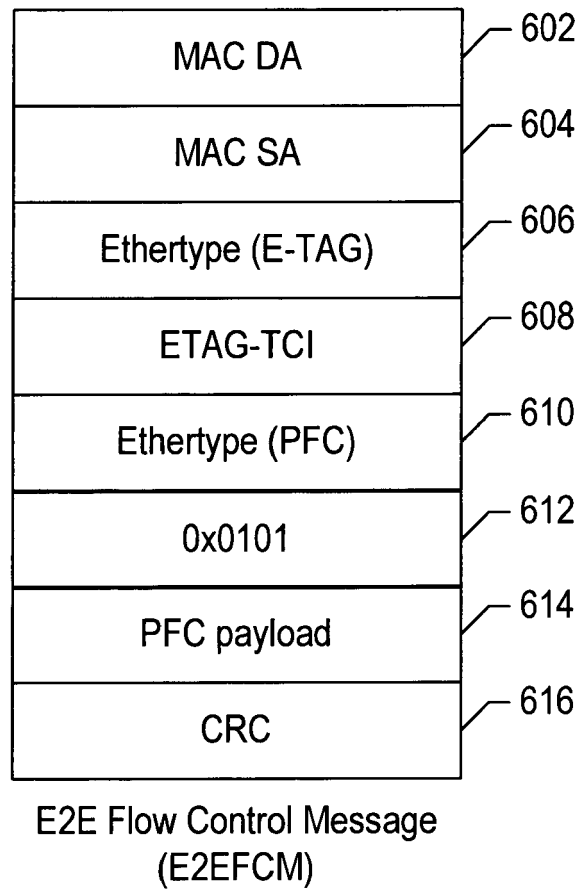 MAC DA
602
MAC SA
604
Ethertype (E-TAG)
606
ETAG-TCI
608
Ethertype (PFC)
610
0x0101
612
PFC payload
614
CRC
616
E2E Flow Control Message
(E2EFCM)